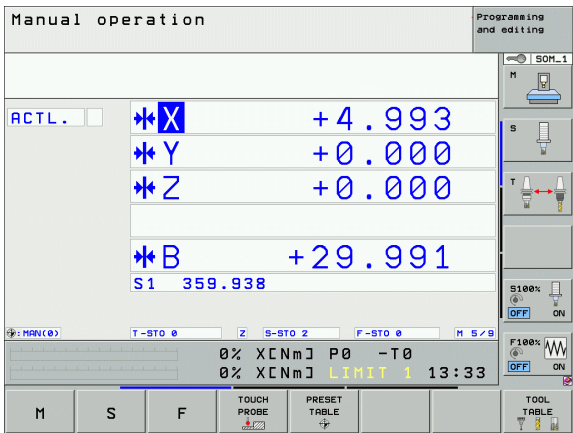 Manual operation
Programming
and editing
SOM_1
M
ACTL.
X +4.993
Y +0.000
Z +0.000
B +29.991
S1 359.938
S
T
S100%
OFF ON
F100%
OFF ON
:MAN(0) T-STO 0 Z S-STO 2 F-STO 0 M 5/9
0% X[Nm] P0 -T0
0% X[Nm] LIMIT 1 13:33
M
S
F
TOUCH
PROBE
PRESET
TABLE
TOOL
TABLE